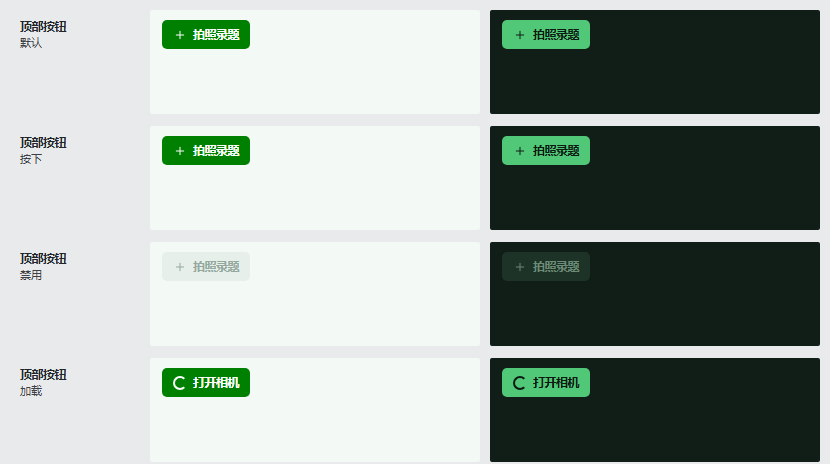 顶部按钮
默认
+ 拍照录题
+ 拍照录题
顶部按钮
按下
+ 拍照录题
+ 拍照录题
顶部按钮
禁用
+ 拍照录题
+ 拍照录题
顶部按钮
加载
打开相机
打开相机